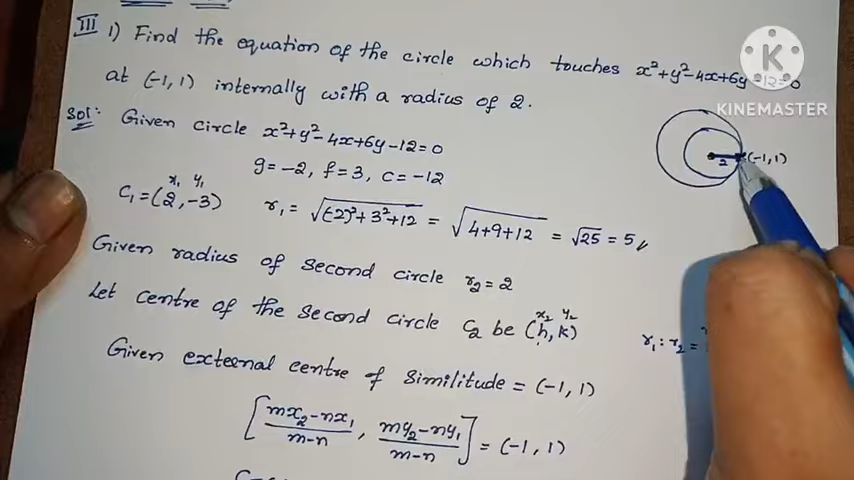 III 1) Find the equation of the circle which touches x²+y²-4x+6y-12=0
at (-1, 1) internally with a radius of 2.
Sol: Given circle x²+y²-4x+6y-12=0
g=-2, f=3, c=-12
x₁ y₁
C₁=(2,-3) r₁ = √(-2)²+3²+12 = √4+9+12 = √25 = 5
Given radius of second circle r₂=2
x₂ y₂
Let centre of the second circle C₂ be (h, k)
r₁ : r₂ =
Given exteenal centre of similitude = (-1, 1)
[mx₂-nx₁/m-n , my₂-ny₁/m-n] = (-1, 1)
2 (-1, 1)
K
KINEMASTER